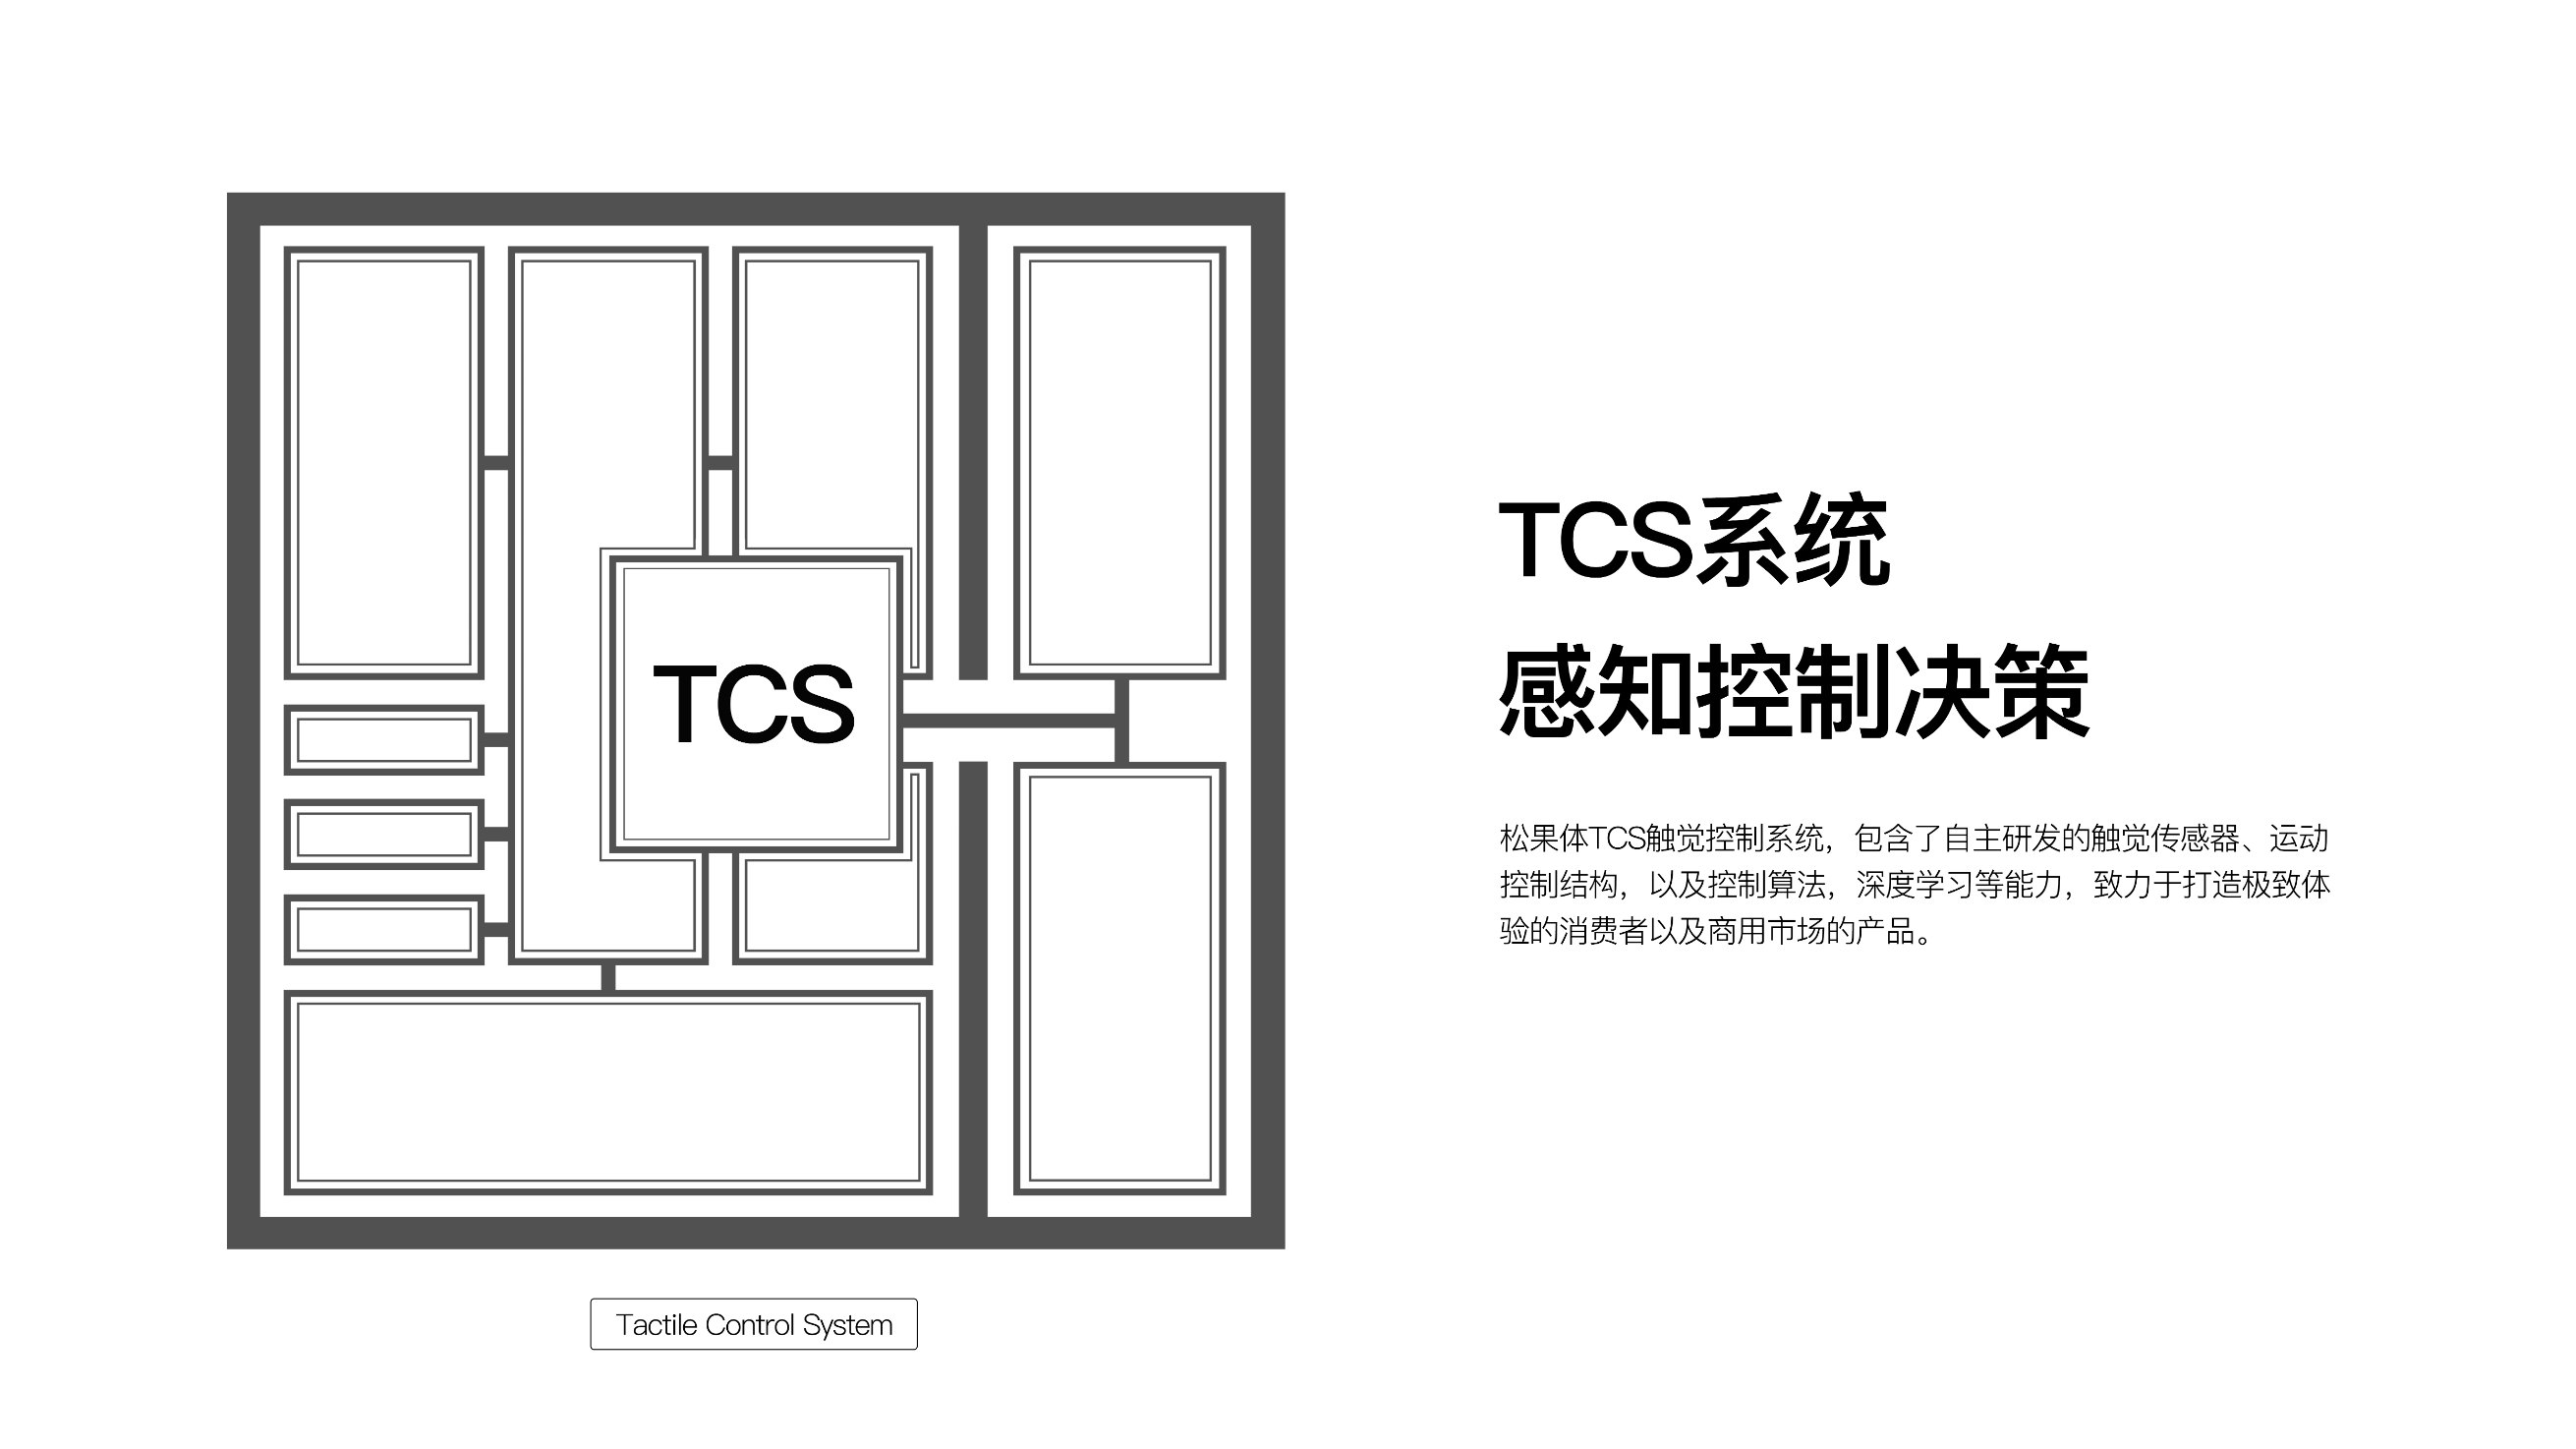 TCS
Tactile Control System
TCS系统
感知控制决策
松果体TCS触觉控制系统，包含了自主研发的触觉传感器、运动
控制结构，以及控制算法，深度学习等能力，致力于打造极致体
验的消费者以及商用市场的产品。